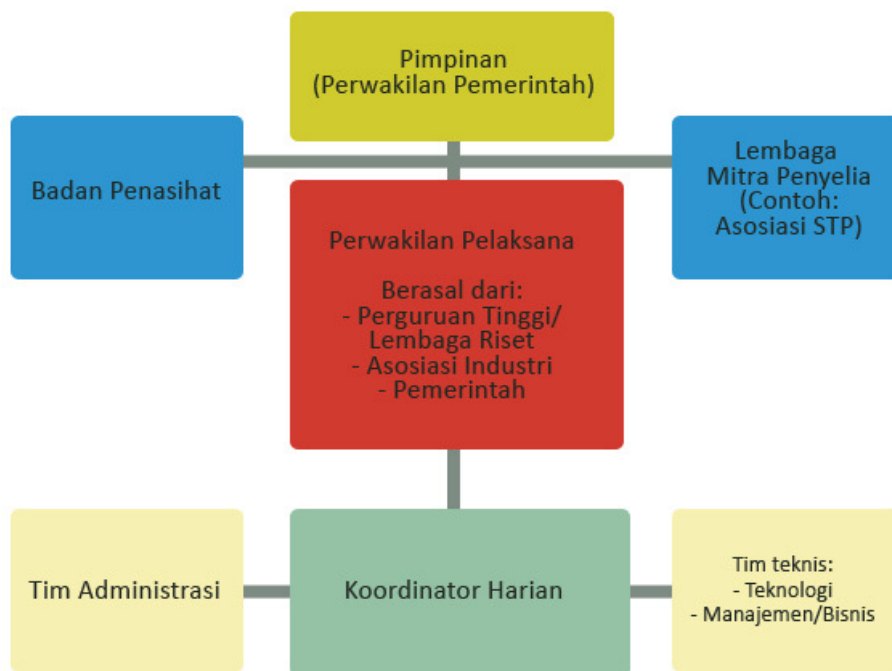 Pimpinan
(Perwakilan Pemerintah)
Badan Penasihat
Lembaga
Mitra Penyelia
(Contoh:
Asosiasi STP)
Perwakilan Pelaksana
Berasal dari:
- Perguruan Tinggi/
Lembaga Riset
- Asosiasi Industri
- Pemerintah
Tim Administrasi
Koordinator Harian
Tim teknis:
- Teknologi
- Manajemen/Bisnis